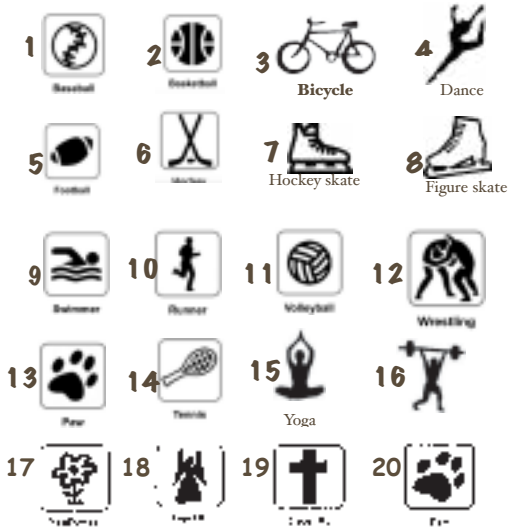 1 2 3 4
Baseball Basketball Bicycle Dance
5 6 7 8
Football Hockey Hockey skate Figure skate
9 10 11 12
Swimmer Runner Volleyball Wrestling
13 14 15 16
Paw Tennis Yoga
17 18 19 20